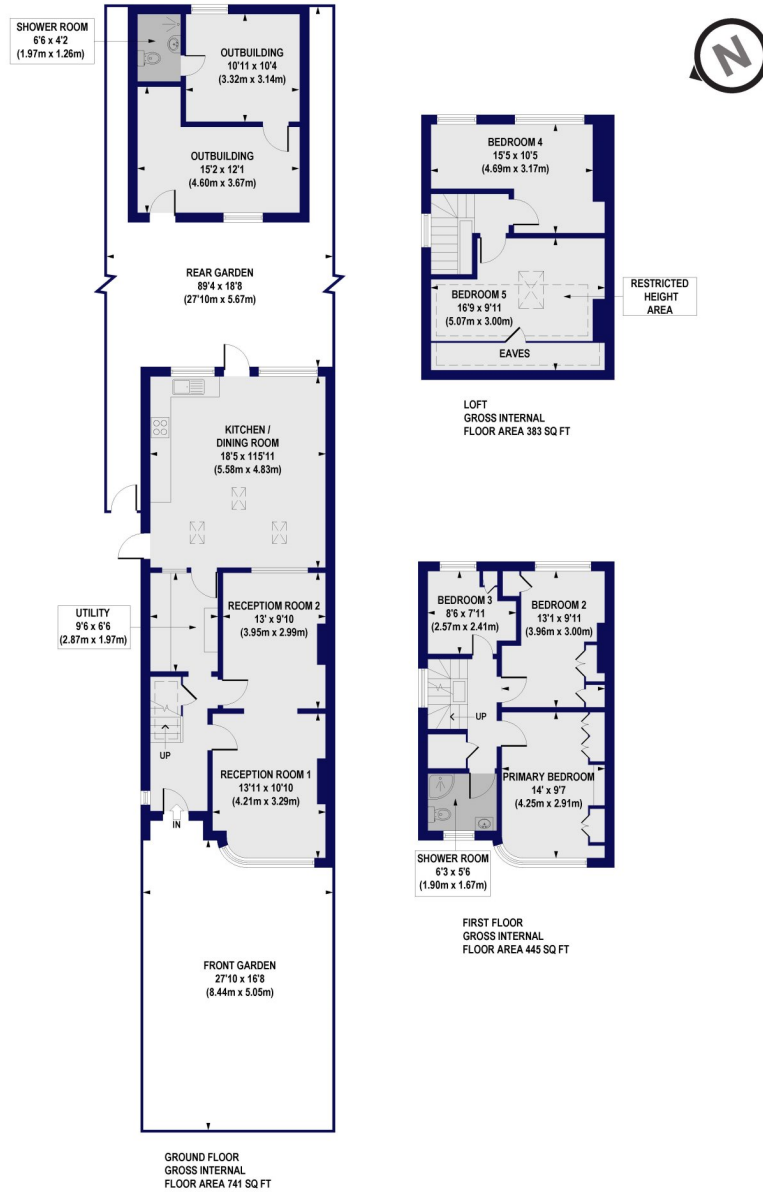 SHOWER ROOM
6'6 x 4'2
(1.97m x 1.26m)
OUTBUILDING
10'11 x 10'4
(3.32m x 3.14m)
OUTBUILDING
15'2 x 12'1
(4.60m x 3.67m)
N
BEDROOM 4
15'5 x 10'5
(4.69m x 3.17m)
BEDROOM 5
16'9 x 9'11
(5.07m x 3.00m)
RESTRICTED
HEIGHT
AREA
EAVES
LOFT
GROSS INTERNAL
FLOOR AREA 383 SQ FT
REAR GARDEN
89'4 x 18'8
(27'10m x 5.67m)
KITCHEN /
DINING ROOM
18'5 x 115'11
(5.58m x 4.83m)
UTILITY
9'6 x 6'6
(2.87m x 1.97m)
RECEPTIOM ROOM 2
13' x 9'10
(3.95m x 2.99m)
UP
RECEPTION ROOM 1
13'11 x 10'10
(4.21m x 3.29m)
IN
BEDROOM 3
8'6 x 7'11
(2.57m x 2.41m)
BEDROOM 2
13'1 x 9'11
(3.96m x 3.00m)
UP
PRIMARY BEDROOM
14' x 9'7
(4.25m x 2.91m)
SHOWER ROOM
6'3 x 5'6
(1.90m x 1.67m)
FIRST FLOOR
GROSS INTERNAL
FLOOR AREA 445 SQ FT
FRONT GARDEN
27'10 x 16'8
(8.44m x 5.05m)
GROUND FLOOR
GROSS INTERNAL
FLOOR AREA 741 SQ FT